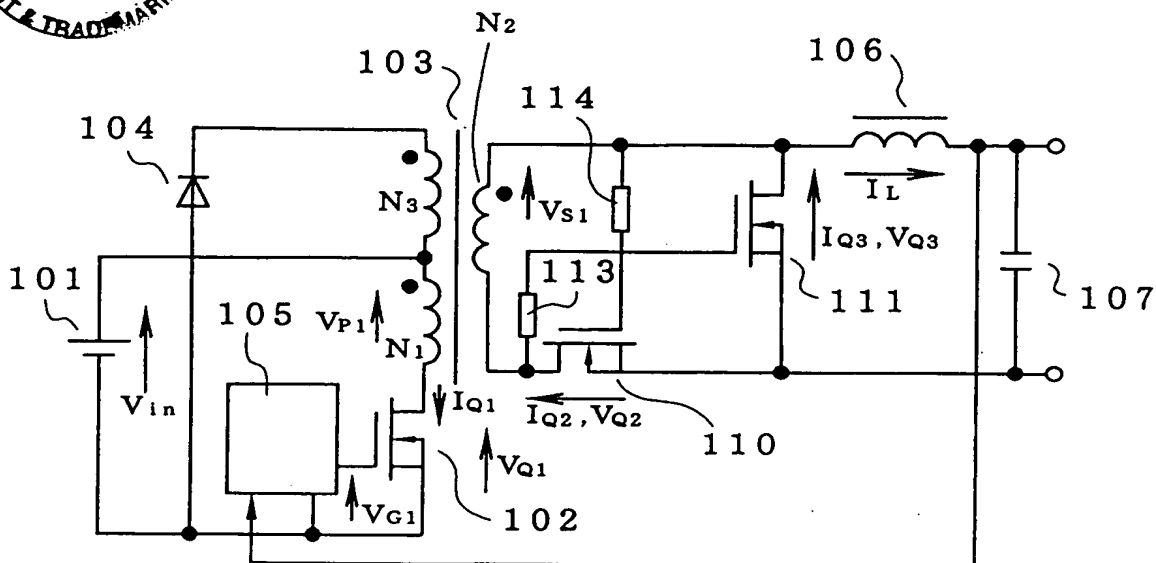 & TRADEMARK
N2
103
106
114
104
N3
VS1
IL
IQ3, VQ3
101
113
111
107
105
VP1
N1
Vin
IQ1
IQ2, VQ2
110
VQ1
VG1
102